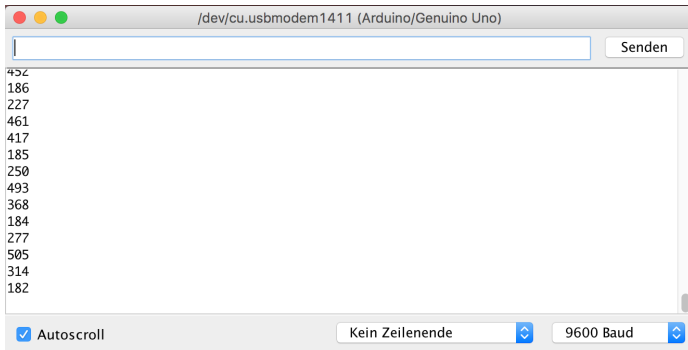 /dev/cu.usbmodem1411 (Arduino/Genuino Uno)
Senden
452
186
227
461
417
185
250
493
368
184
277
505
314
182
Autoscroll
Kein Zeilenende
9600 Baud